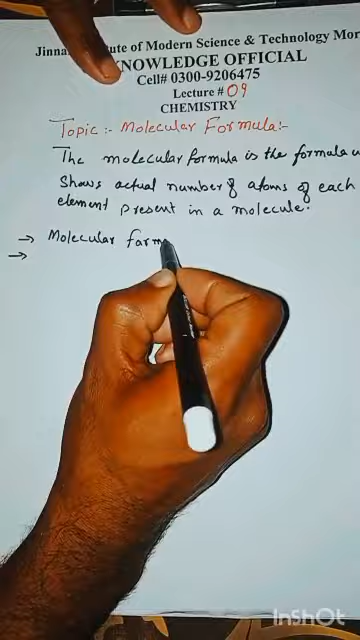 Jinna ute of Modern Science & Technology Mor
KNOWLEDGE OFFICIAL
Cell# 0300-9206475
Lecture # 09
CHEMISTRY
Topic :- Molecular Formula:-
The molecular formula is the formula w
Shows actual number of atoms of each
element present in a molecule.
→ Molecular farm
→
InShOt